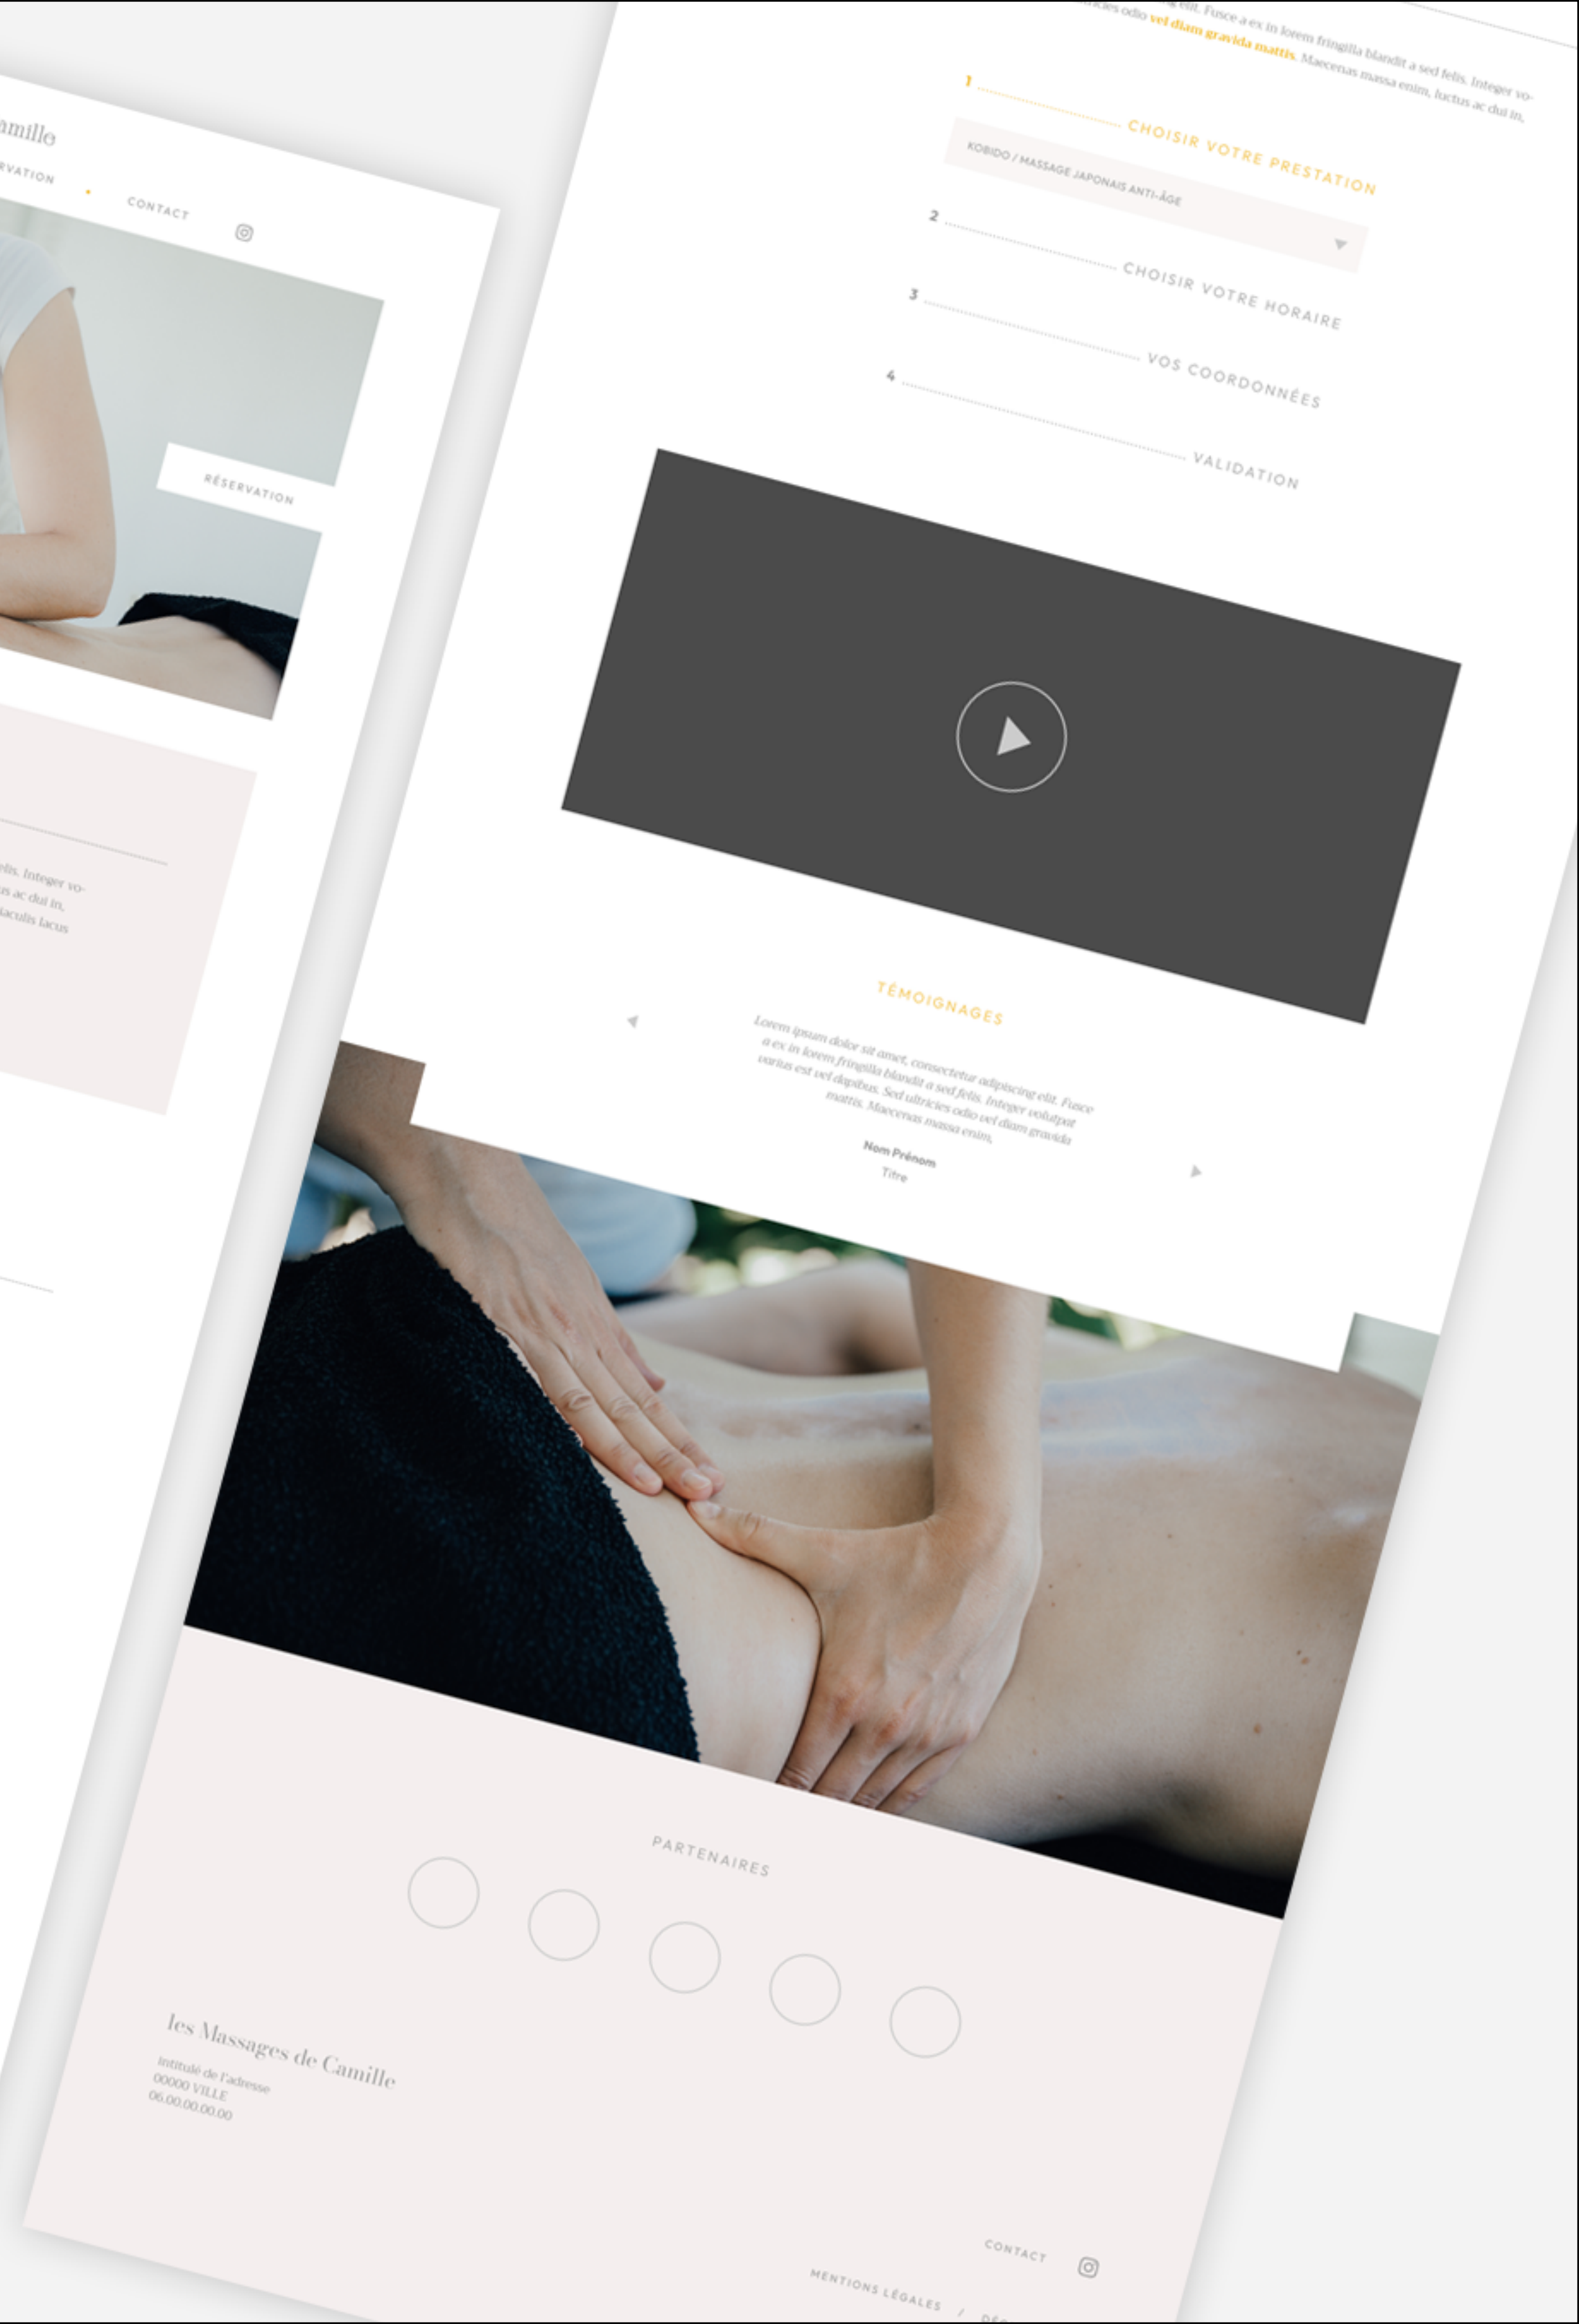 amille
RVATION
CONTACT
RÉSERVATION
elis. Integer vo-
us ac dui in,
iaculis lacus
elit. Fusce a ex in lorem fringilla blandit a sed felis. Integer vo-
odio vel diam gravida mattis. Maecenas massa enim, luctus ac dui in,
1 CHOISIR VOTRE PRESTATION
KOBIDO / MASSAGE JAPONAIS ANTI-ÂGE
2 CHOISIR VOTRE HORAIRE
3 VOS COORDONNÉES
4 VALIDATION
TÉMOIGNAGES
Lorem ipsum dolor sit amet, consectetur adipiscing elit. Fusce
a ex in lorem fringilla blandit a sed felis. Integer volutpat
varius est vel dapibus. Sed ultricies odio vel diam gravida
mattis. Maecenas massa enim,
Nom Prénom
Titre
PARTENAIRES
les Massages de Camille
Intitulé de l'adresse
00000 VILLE
06.00.00.00.00
CONTACT
MENTIONS LÉGALES /